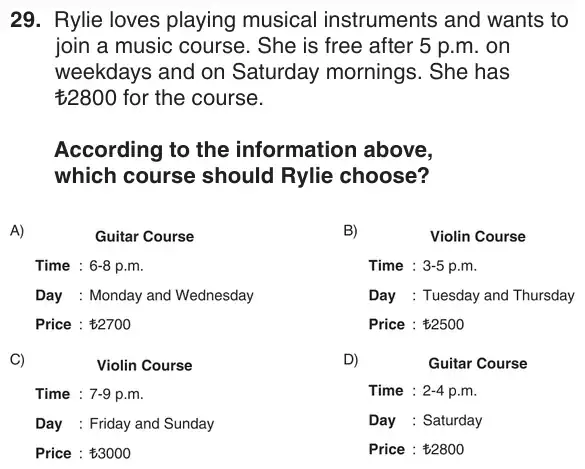 29. Rylie loves playing musical instruments and wants to
join a music course. She is free after 5 p.m. on
weekdays and on Saturday mornings. She has
₺2800 for the course.
According to the information above,
which course should Rylie choose?
A)
Guitar Course
Time : 6-8 p.m.
Day : Monday and Wednesday
Price : ₺2700
B)
Violin Course
Time : 3-5 p.m.
Day : Tuesday and Thursday
Price : ₺2500
C)
Violin Course
Time : 7-9 p.m.
Day : Friday and Sunday
Price : ₺3000
D)
Guitar Course
Time : 2-4 p.m.
Day : Saturday
Price : ₺2800